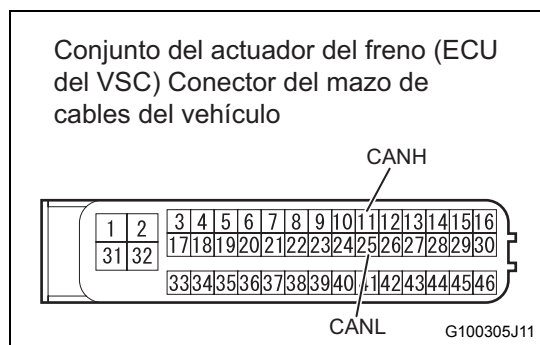 Conjunto del actuador del freno (ECU
del VSC) Conector del mazo de
cables del vehículo
CANH
1 2 3 4 5 6 7 8 9 10 11 12 13 14 15 16
31 32 17 18 19 20 21 22 23 24 25 26 27 28 29 30
33 34 35 36 37 38 39 40 41 42 43 44 45 46
CANL
G100305J11